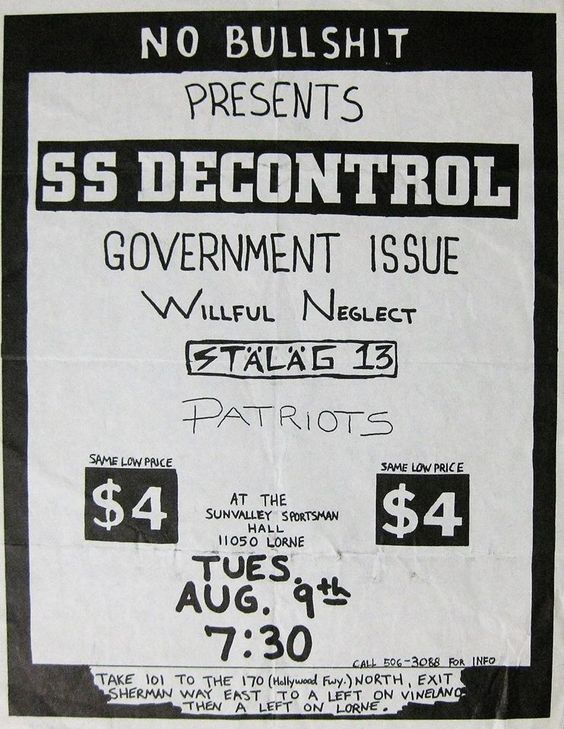 NO BULLSHIT
PRESENTS
SS DECONTROL
GOVERNMENT ISSUE
WILLFUL NEGLECT
STÄLÄG 13
PATRIOTS
SAME LOW PRICE
$4
SAME LOW PRICE
$4
AT THE
SUNVALLEY SPORTSMAN
HALL
11050 LORNE
TUES.
AUG. 9th
7:30
CALL 506-3088 FOR INFO
TAKE 101 TO THE 170 (Hollywood Fwy.) NORTH, EXIT
SHERMAN WAY EAST TO A LEFT ON VINELAND
THEN A LEFT ON LORNE.